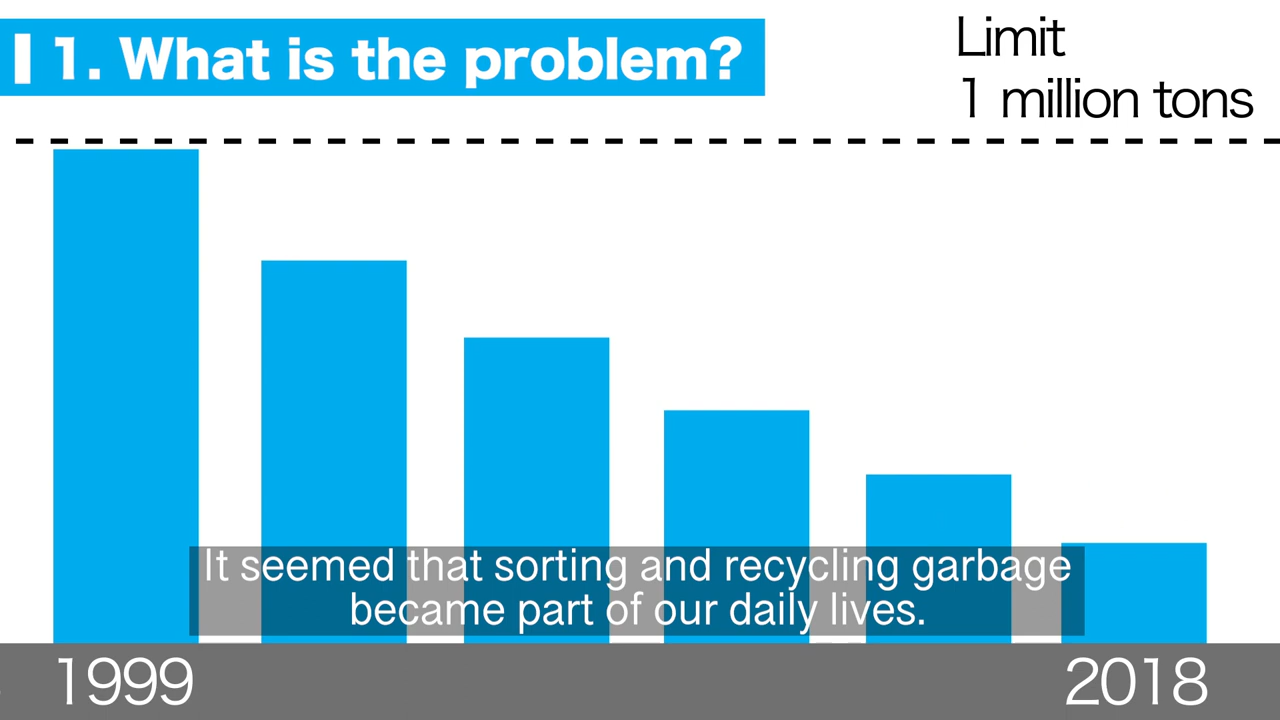 1. What is the problem?
Limit
1 million tons
It seemed that sorting and recycling garbage
became part of our daily lives.
1999
2018